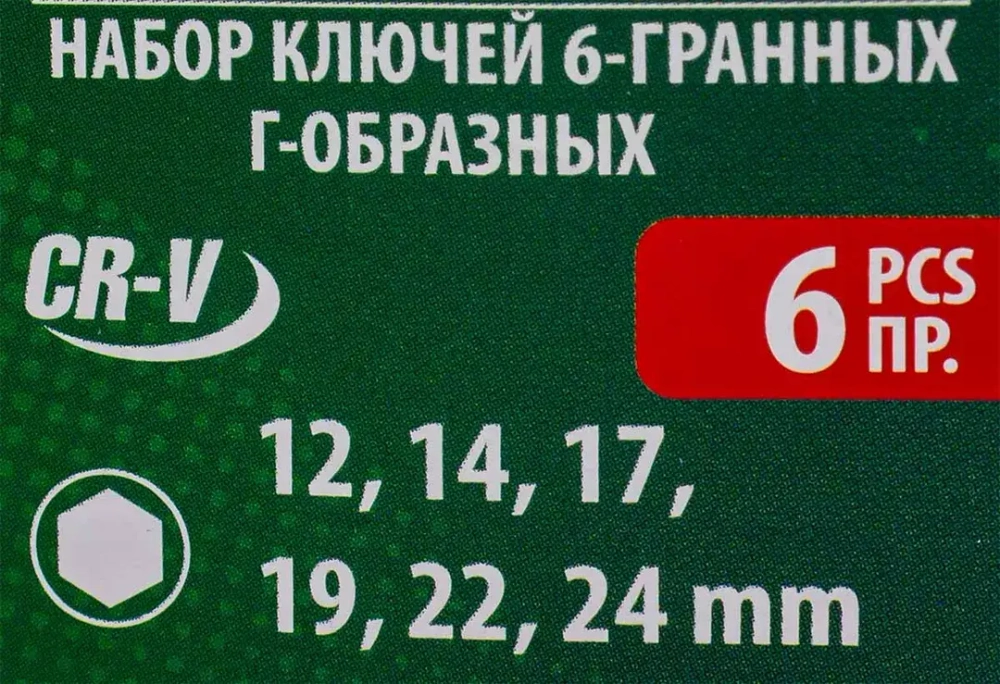 НАБОР КЛЮЧЕЙ 6-ГРАННЫХ
Г-ОБРАЗНЫХ
CR-V
6 PCS
ПР.
12, 14, 17,
19, 22, 24 mm